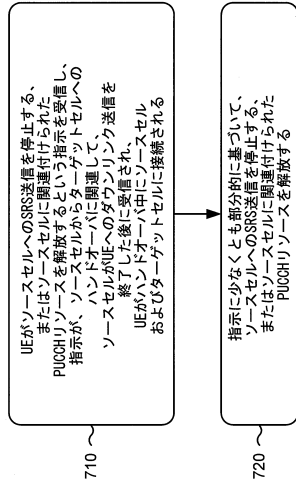 710
UEがソースセルへのSRS送信を停止する、
またはソースセルに関連付けられた
PUCCHリソースを解放するという指示を受信し、
指示が、ソースセルからターゲットセルへの
ハンドオーバに関連して、
ソースセルがUEへのダウンリンク送信を
終了した後に受信され、
UEがハンドオーバ中にソースセル
およびターゲットセルに接続される
720
指示に少なくとも部分的に基づいて、
ソースセルへのSRS送信を停止する、
またはソースセルに関連付けられた
PUCCHリソースを解放する